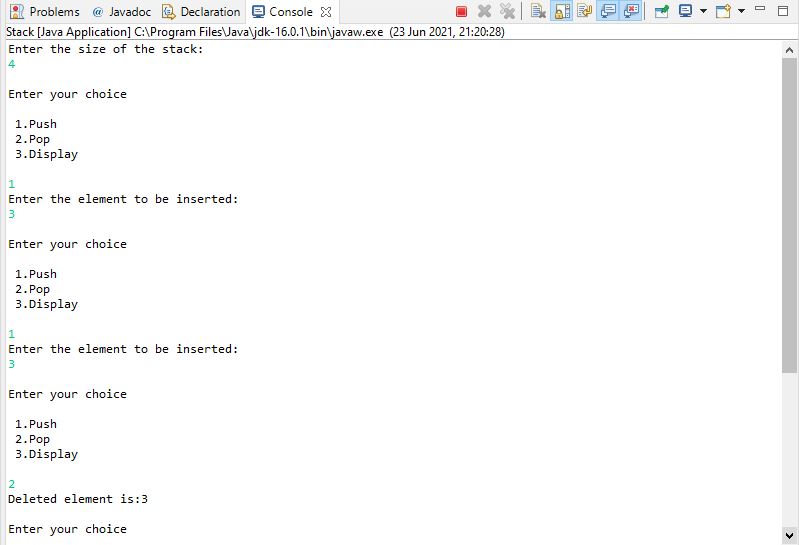 Problems @ Javadoc Declaration Console
Stack [Java Application] C:\Program Files\Java\jdk-16.0.1\bin\javaw.exe (23 Jun 2021, 21:20:28)
Enter the size of the stack:
4
Enter your choice
1.Push
2.Pop
3.Display
1
Enter the element to be inserted:
3
Enter your choice
1.Push
2.Pop
3.Display
1
Enter the element to be inserted:
3
Enter your choice
1.Push
2.Pop
3.Display
2
Deleted element is:3
Enter your choice